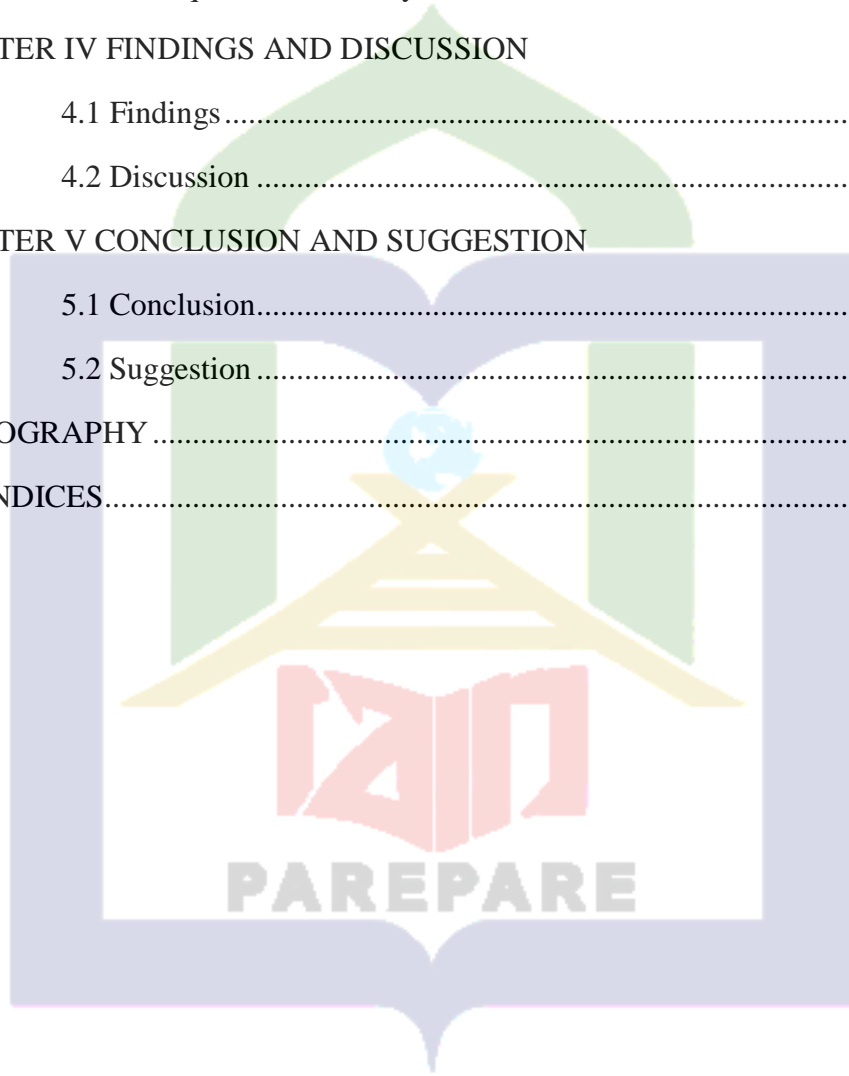 TER IV FINDINGS AND DISCUSSION
4.1 Findings
4.2 Discussion
TER V CONCLUSION AND SUGGESTION
5.1 Conclusion
5.2 Suggestion
OGRAPHY
NDICES
iain
PAREPARE